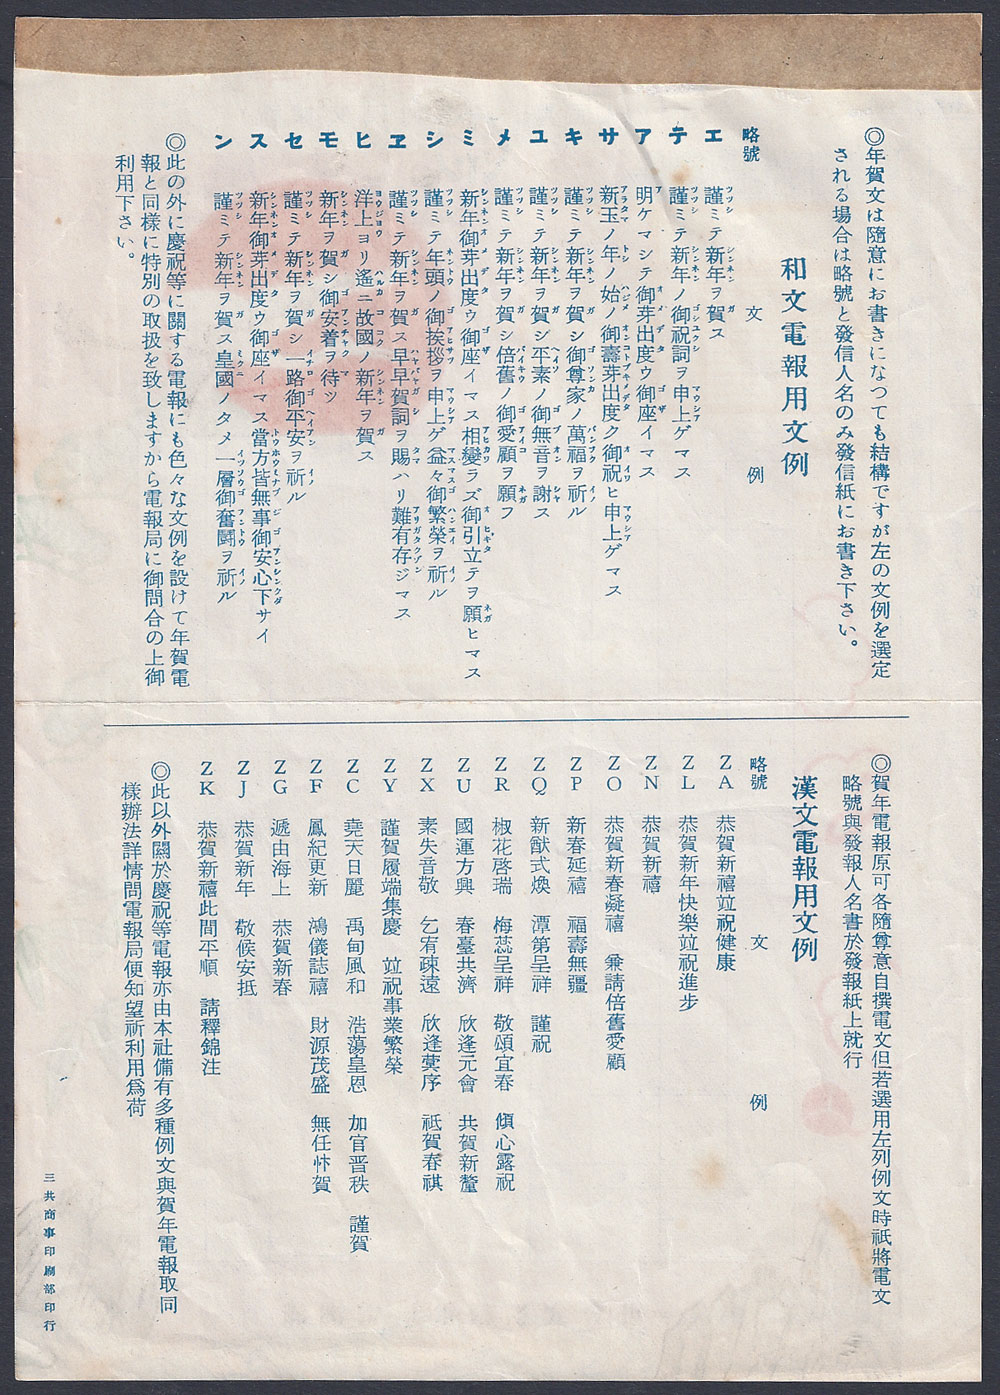 ◎年賀文は隨意にお書きになつても結構ですが左の文例を選定
される場合は略號と發信人名のみ發信紙にお書き下さい。
和文電報用文例
略號 文例
エ 謹ミテ新年ヲ賀ス
テ 謹ミテ新年ノ御祝詞ヲ申上ゲマス
ア 明ケマシテ御芽出度ウ御座イマス
サ 新玉ノ年ノ始ノ御壽芽出度ク御祝ヒ申上ゲマス
キ 謹ミテ新年ヲ賀シ御尊家ノ萬福ヲ祈ル
ユ 謹ミテ新年ヲ賀シ平素ノ御無音ヲ謝ス
メ 謹ミテ新年ヲ賀シ倍舊ノ御愛顧ヲ願フ
ミ 新年御芽出度ウ御座イマス相變ラズ御引立テヲ願ヒマス
シ 謹ミテ年頭ノ御挨拶ヲ申上ゲ益々御繁榮ヲ祈ル
ヱ 謹ミテ新年ヲ賀ス早早賀詞ヲ賜ハリ難有存ジマス
ヒ 洋上ヨリ遙ニ故國ノ新年ヲ賀ス
モ 新年ヲ賀シ御安着ヲ待ツ
セ 謹ミテ新年ヲ賀シ一路御平安ヲ祈ル
ス 新年御芽出度ウ御座イマス當方皆無事御安心下サイ
ン 謹ミテ新年ヲ賀ス皇國ノタメ一層御奮鬪ヲ祈ル
◎此の外に慶祝等に關する電報にも色々な文例を設けて年賀電
報と同樣に特別の取扱を致しますから電報局に御問合の上御
利用下さい。
◎賀年電報原可各隨尊意自撰電文但若選用左列例文時祇將電文
略號與發報人名書於發報紙上就行
漢文電報用文例
略號 文例
ZA 恭賀新禧竝祝健康
ZL 恭賀新年快樂竝祝進步
ZN 恭賀新禧
ZO 恭賀新春凝禧 兼請倍舊愛顧
ZP 新春延禧 福壽無疆
ZQ 新猷式煥 潭第呈祥 謹祝
ZR 椒花啓瑞 梅蕊呈祥 敬頌宜春 傾心露祝
ZU 國運方興 春臺共濟 欣逢元會 共賀新釐
ZX 素失音敬 乞宥疎遠 欣逢蓂序 祗賀春祺
ZY 謹賀履端集慶 竝祝事業繁榮
ZC 堯天日麗 禹甸風和 浩蕩皇恩 加官晋秩 謹賀
ZF 鳳紀更新 鴻儀誌禧 財源茂盛 無任忭賀
ZG 遞由海上 恭賀新春
ZJ 恭賀新年 敬候安抵
ZK 恭賀新禧此間平順 請釋錦注
◎此以外關於慶祝等電報亦由本社備有多種例文與賀年電報取同
樣辦法詳情問電報局便知望祈利用爲荷
三共商事印刷部印行